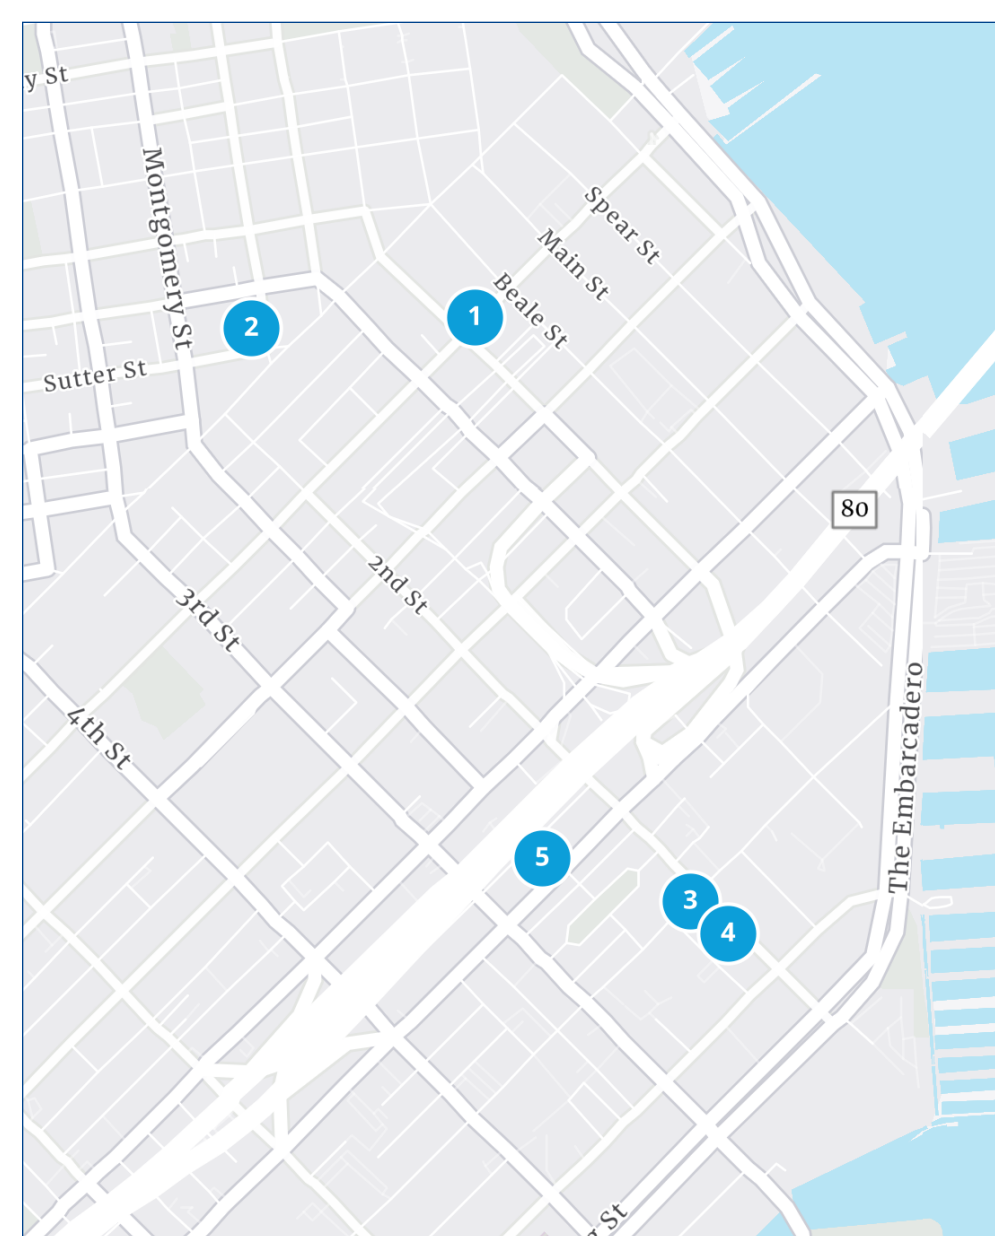 y St
Montgomery St
Spear St
Main St
Beale St
1
2
Sutter St
80
2nd St
3rd St
4th St
The Embarcadero
5
3
4
g St